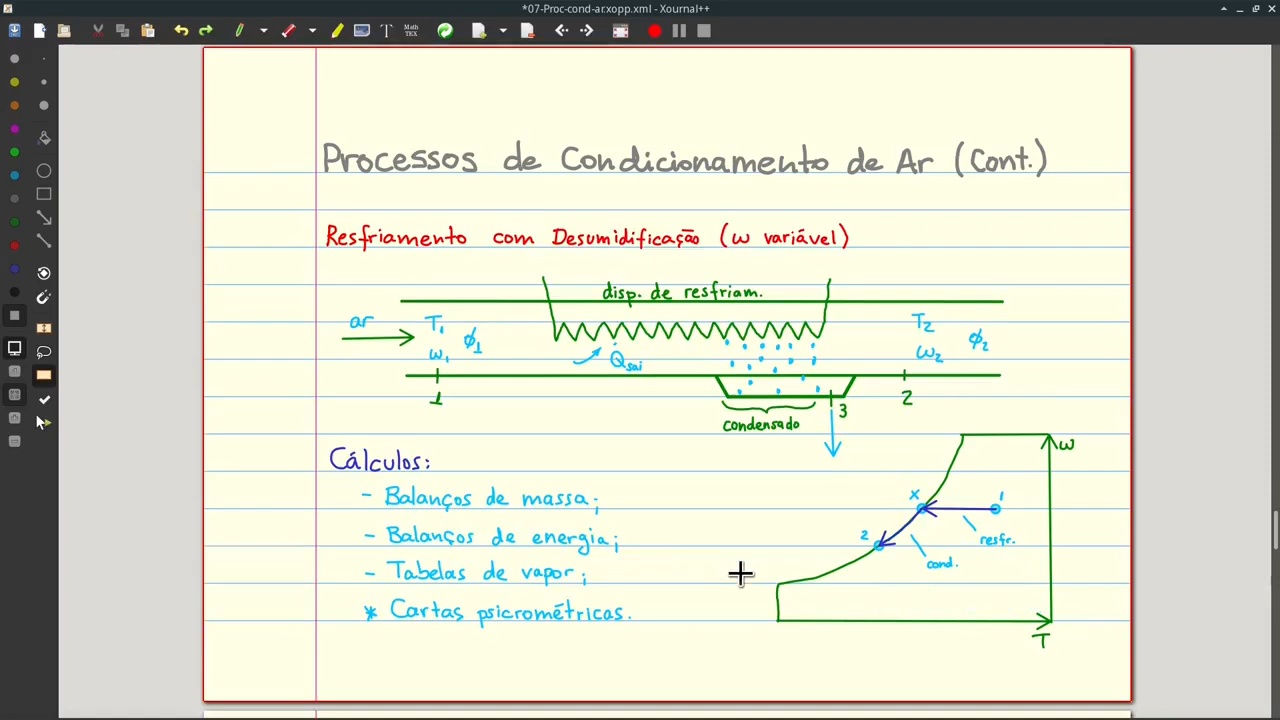 *07-Proc-cond-ar.xopp.xml - Xournal++
Math
TEX
Processos de Condicionamento de Ar (Cont.)
Resfriamento com Desumidificação (ω variável)
disp. de resfriam.
ar
T1
ϕ1
ω1
Q̇sai
T2
ϕ2
ω2
1
condensado
3
2
Cálculos:
- Balanços de massa;
- Balanços de energia;
- Tabelas de vapor;
* Cartas psicrométricas.
ω
x
1
2
resfr.
cond.
T